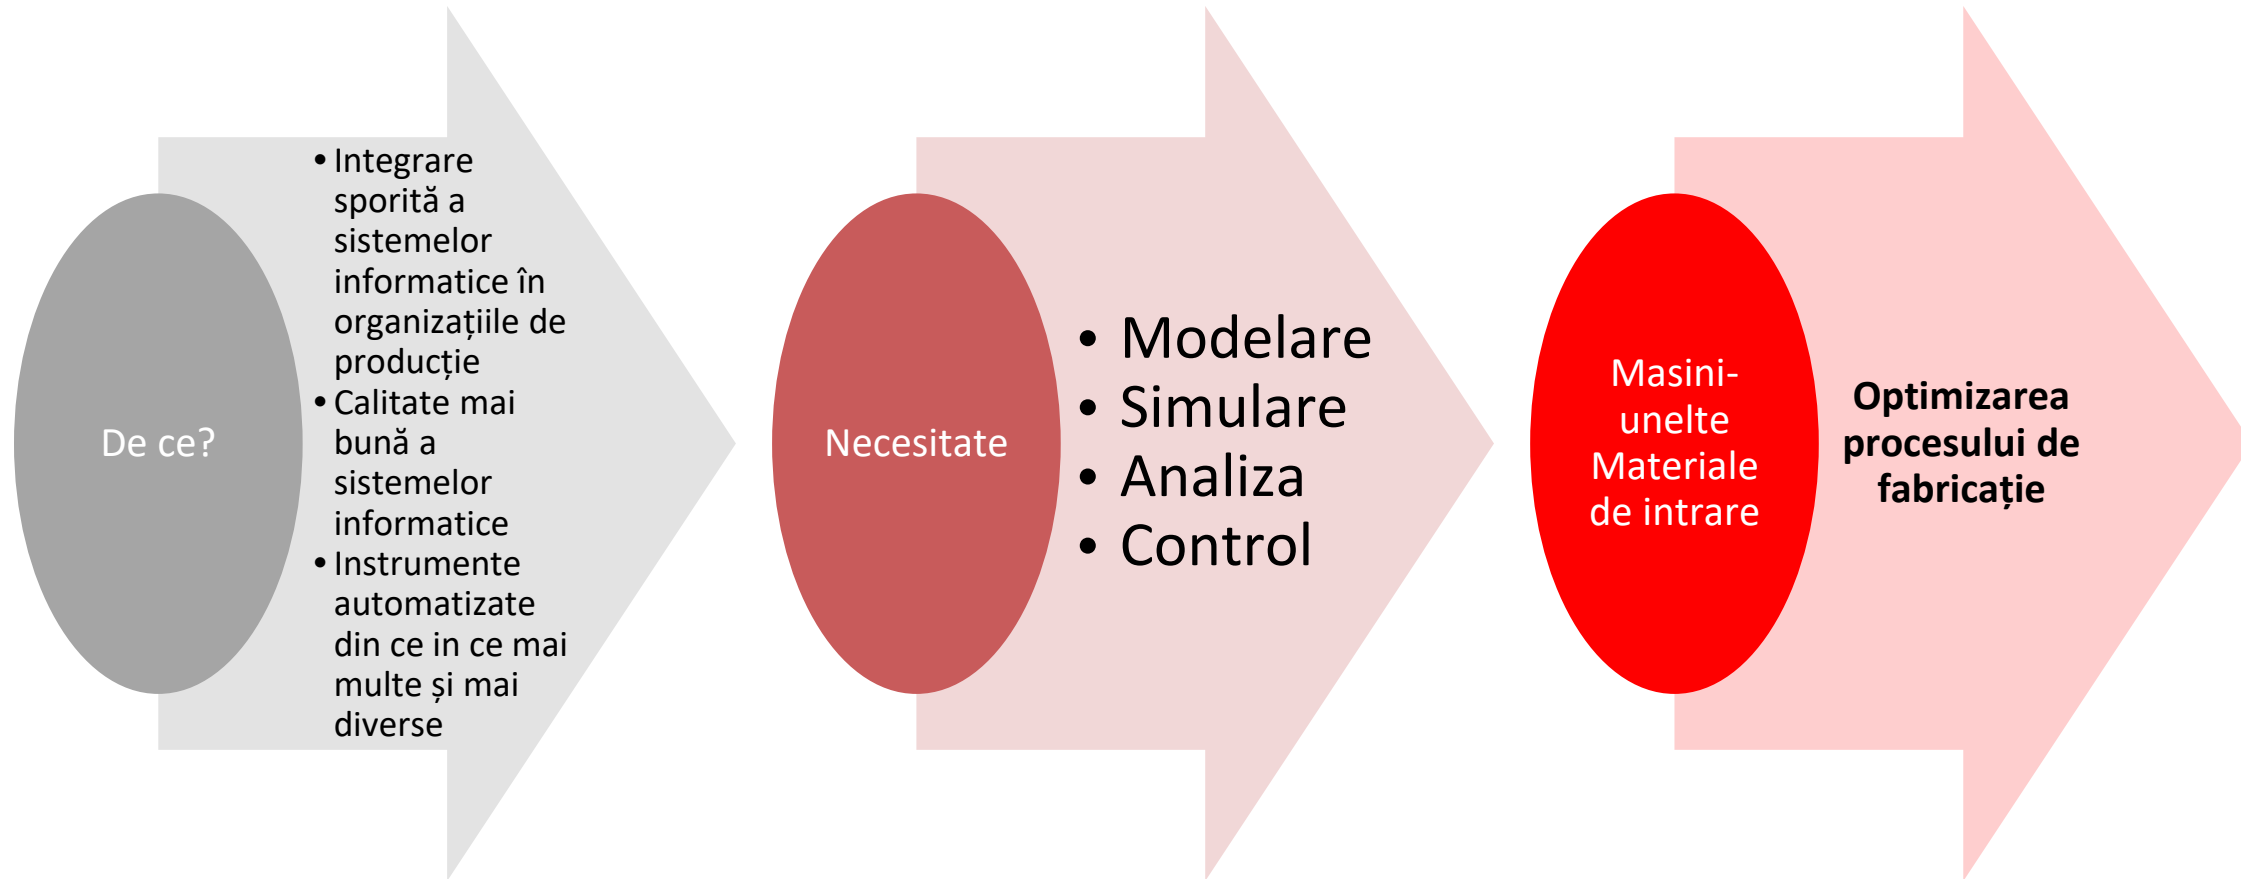 De ce?
• Integrare
sporită a
sistemelor
informatice în
organizațiile de
producție
• Calitate mai
bună a
sistemelor
informatice
• Instrumente
automatizate
din ce in ce mai
multe și mai
diverse
Necesitate
• Modelare
• Simulare
• Analiza
• Control
Masini-
unelte
Materiale
de intrare
Optimizarea
procesului de
fabricație